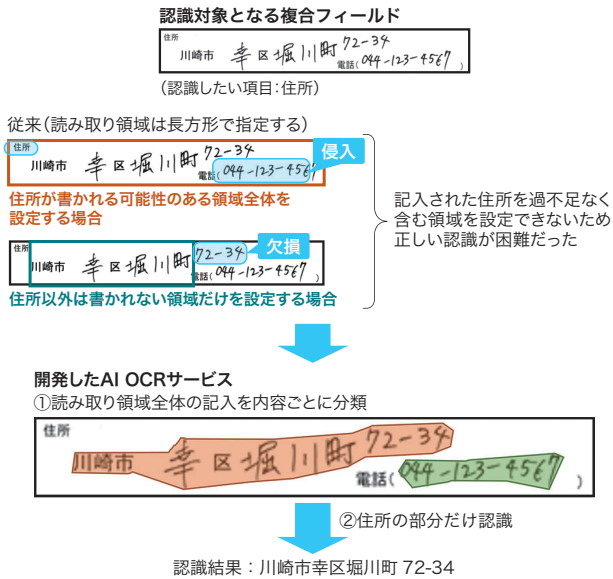 認識対象となる複合フィールド
住所
川崎市 幸区堀川町 72-34
電話(044-123-4567)
(認識したい項目:住所)
従来(読み取り領域は長方形で指定する)
住所
侵入
川崎市 幸区堀川町 72-34
電話(044-123-4567
住所が書かれる可能性のある領域全体を
設定する場合
住所
欠損
川崎市 幸区堀川町 72-34
電話(044-123-4567)
住所以外は書かれない領域だけを設定する場合
記入された住所を過不足なく
含む領域を設定できないため
正しい認識が困難だった
開発したAI OCRサービス
①読み取り領域全体の記入を内容ごとに分類
住所
川崎市 幸区堀川町 72-34
電話(044-123-4567)
②住所の部分だけ認識
認識結果:川崎市幸区堀川町 72-34